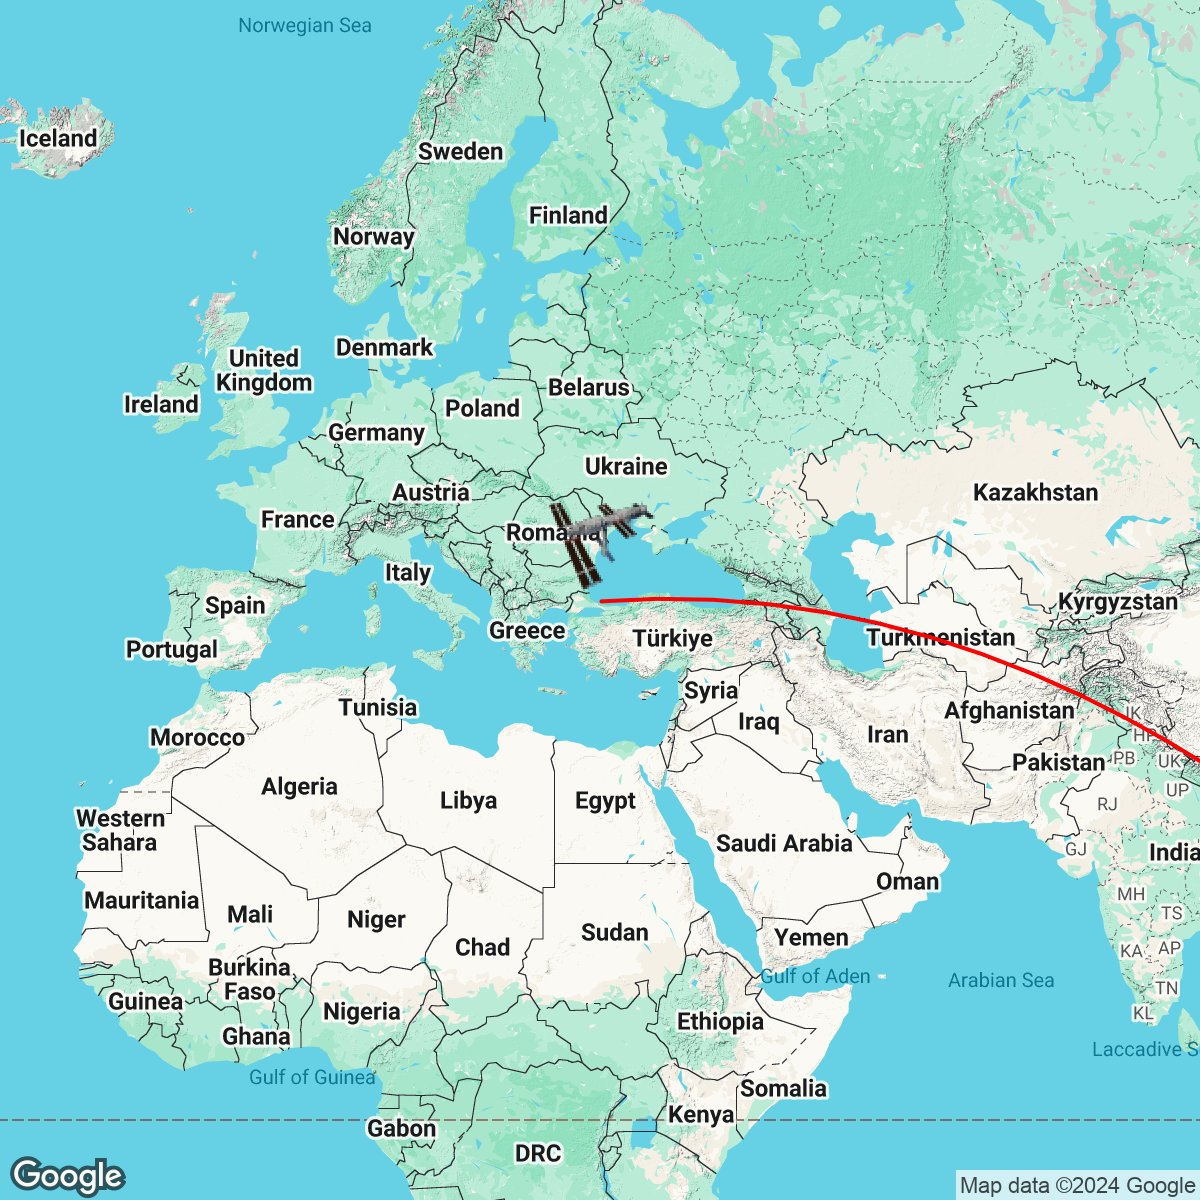 Norwegian Sea
Iceland
Sweden
Finland
Norway
Denmark
United
Kingdom
Ireland
Belarus
Poland
Germany
Ukraine
Austria
Kazakhstan
France
Romania
Italy
Kyrgyzstan
Spain
Greece
Türkiye
Turkmenistan
Portugal
Syria
Tunisia
Afghanistan
JK
Iraq
Morocco
Iran
HP
Pakistan
PB
UK
Algeria
Libya
Egypt
UP
RJ
Western
Sahara
Saudi Arabia
GJ
India
Oman
Mauritania
MH
Mali
Niger
TS
Sudan
Yemen
Chad
KA
AP
Burkina
Faso
Gulf of Aden
Arabian Sea
TN
Guinea
Nigeria
KL
Ethiopia
Ghana
Laccadive S
Gulf of Guinea
Somalia
Kenya
Gabon
DRC
Google
Map data ©2024 Google